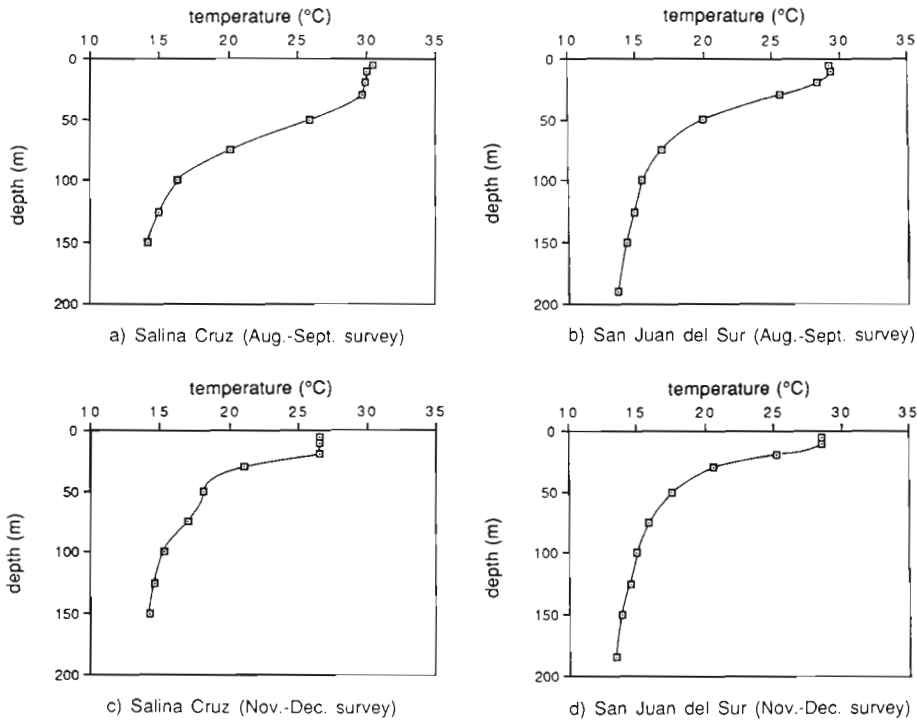 temperature (°C)
10 15 20 25 30 35
0
50
100
150
200
depth (m)
a) Salina Cruz (Aug.-Sept. survey)
temperature (°C)
10 15 20 25 30 35
0
50
100
150
200
depth (m)
b) San Juan del Sur (Aug.-Sept. survey)
temperature (°C)
10 15 20 25 30 35
0
50
100
150
200
depth (m)
c) Salina Cruz (Nov.-Dec. survey)
temperature (°C)
10 15 20 25 30 35
0
50
100
150
200
depth (m)
d) San Juan del Sur (Nov.-Dec. survey)